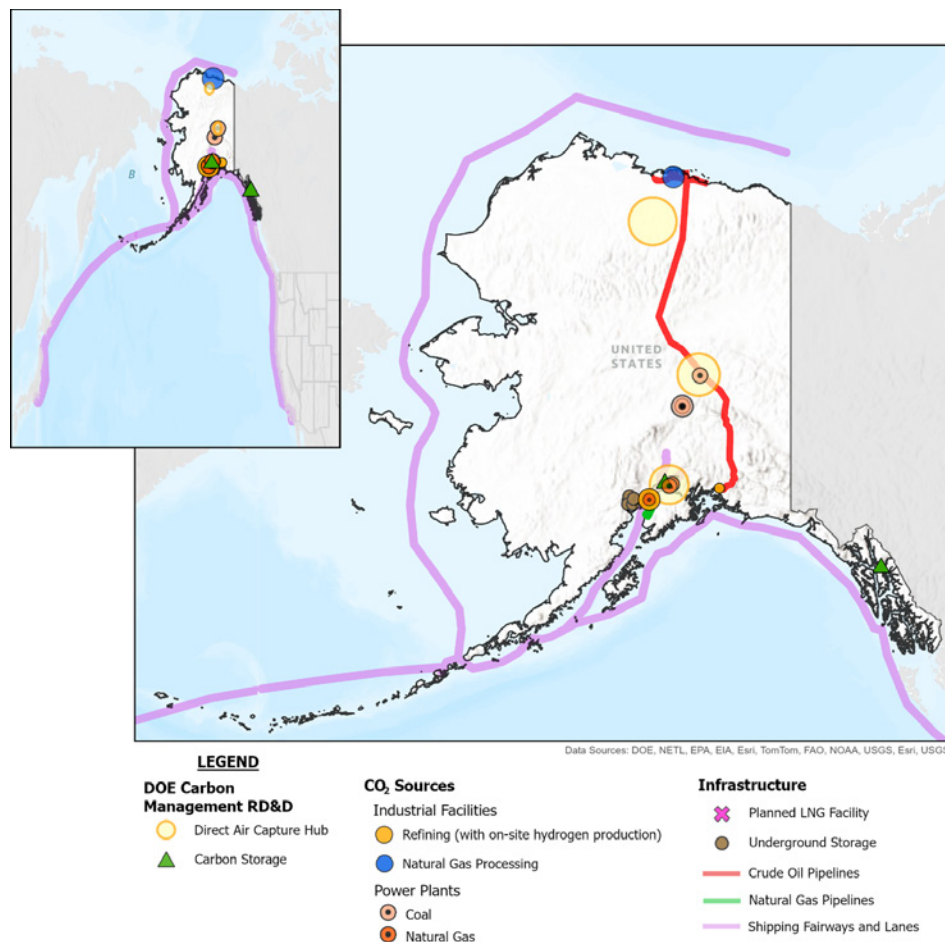 B
UNITED
STATES
Data Sources: DOE, NETL, EPA, EIA, Esri, TomTom, FAO, NOAA, USGS, Esri, USGS
LEGEND
DOE Carbon
Management RD&D
Direct Air Capture Hub
Carbon Storage
CO₂ Sources
Industrial Facilities
Refining (with on-site hydrogen production)
Natural Gas Processing
Power Plants
Coal
Natural Gas
Infrastructure
Planned LNG Facility
Underground Storage
Crude Oil Pipelines
Natural Gas Pipelines
Shipping Fairways and Lanes